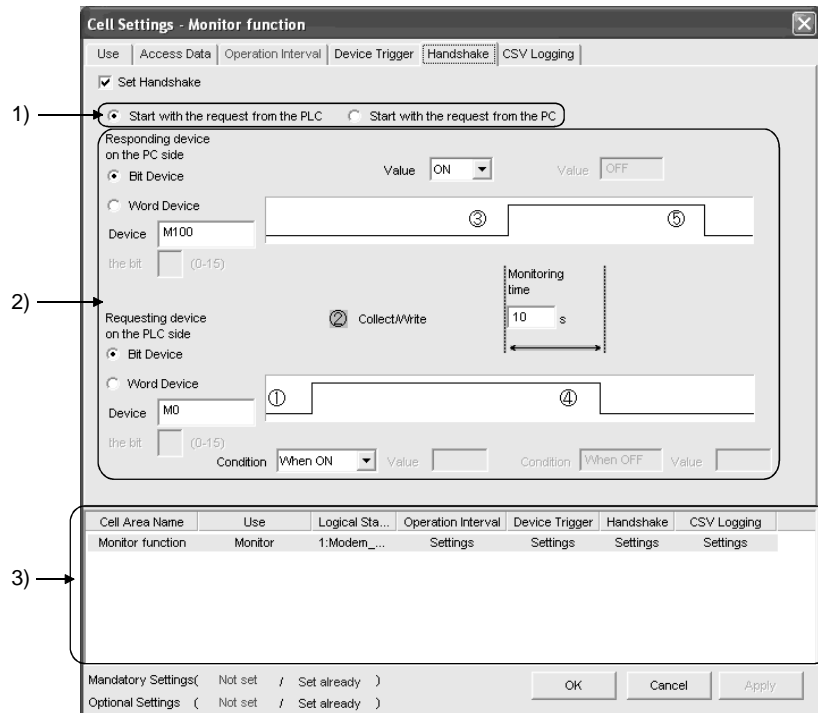 Cell Settings - Monitor function
Use Access Data Operation Interval Device Trigger Handshake CSV Logging
Set Handshake
1)
Start with the request from the PLC Start with the request from the PC
Responding device
on the PC side
Value ON Value OFF
Bit Device
Word Device
③ ⑤
Device M100
the bit (0-15)
Monitoring
time
2)
Requesting device
on the PLC side
② Collect/Write
10 s
Bit Device
Word Device
① ④
Device M0
the bit (0-15)
Condition When ON Value Condition When OFF Value
Cell Area Name Use Logical Sta... Operation Interval Device Trigger Handshake CSV Logging
Monitor function Monitor 1:Modem_... Settings Settings Settings Settings
3)
Mandatory Settings( Not set / Set already )
Optional Settings ( Not set / Set already )
OK Cancel Apply